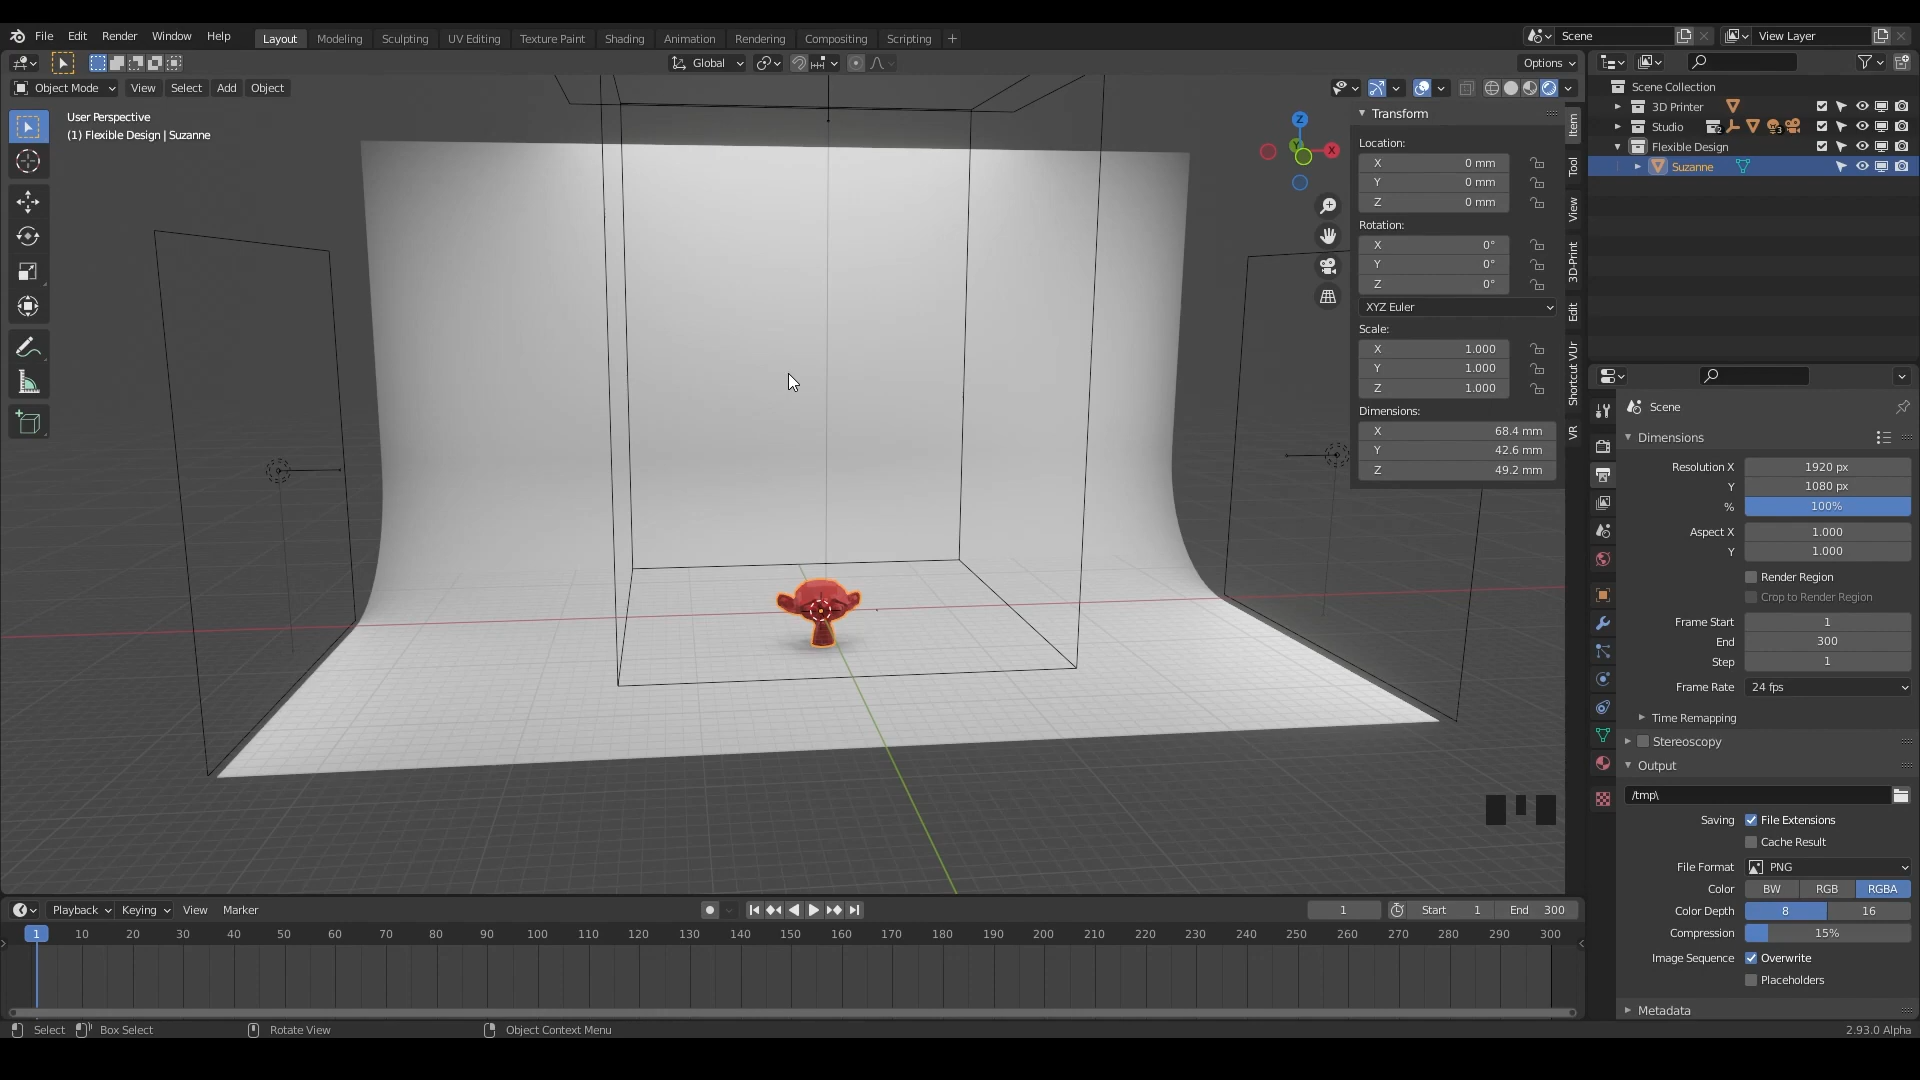 File Edit Render Window Help
Layout Modeling Sculpting UV Editing Texture Paint Shading Animation Rendering Compositing Scripting +
Scene
View Layer
Global
Options
Object Mode View Select Add Object
User Perspective
(1) Flexible Design | Suzanne
Z
Y
X
Transform
Location:
X 0 mm
Y 0 mm
Z 0 mm
Rotation:
X 0°
Y 0°
Z 0°
XYZ Euler
Scale:
X 1.000
Y 1.000
Z 1.000
Dimensions:
X 68.4 mm
Y 42.6 mm
Z 49.2 mm
Item
Tool
View
3D-Print
Edit
Shortcut VUr
VR
Scene Collection
3D Printer
Studio 2 3
Flexible Design
Suzanne
Scene
Dimensions
Resolution X 1920 px
Y 1080 px
% 100%
Aspect X 1.000
Y 1.000
Render Region
Crop to Render Region
Frame Start 1
End 300
Step 1
Frame Rate 24 fps
Time Remapping
Stereoscopy
Output
/tmp\
Saving File Extensions
Cache Result
File Format PNG
Color BW RGB RGBA
Color Depth 8 16
Compression 15%
Image Sequence Overwrite
Placeholders
Metadata
Playback Keying View Marker
1 Start 1 End 300
1 10 20 30 40 50 60 70 80 90 100 110 120 130 140 150 160 170 180 190 200 210 220 230 240 250 260 270 280 290 300
Select Box Select Rotate View Object Context Menu
2.93.0 Alpha